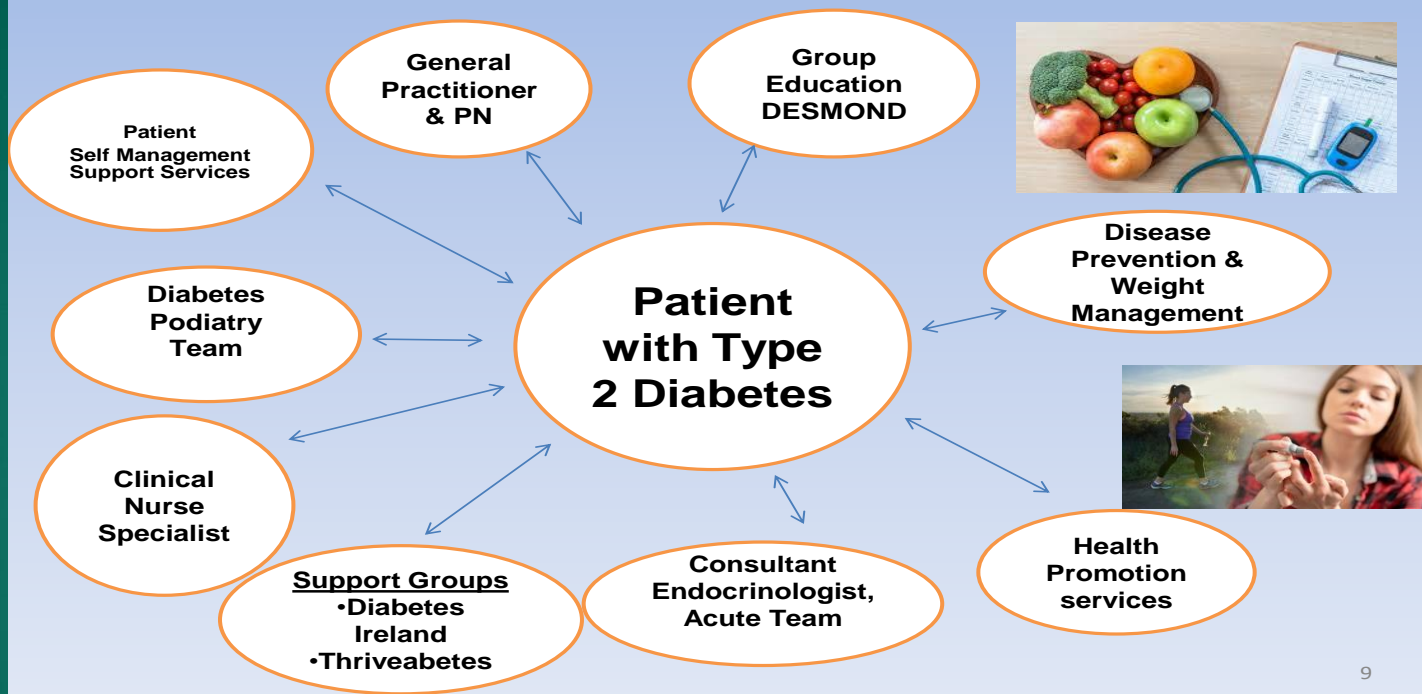 General
Practitioner
& PN
Group
Education
DESMOND
Patient
Self Management
Support Services
Disease
Prevention &
Weight
Management
Diabetes
Podiatry
Team
Patient
with Type
2 Diabetes
Clinical
Nurse
Specialist
Support Groups
•Diabetes
Ireland
•Thriveabetes
Consultant
Endocrinologist,
Acute Team
Health
Promotion
services
9